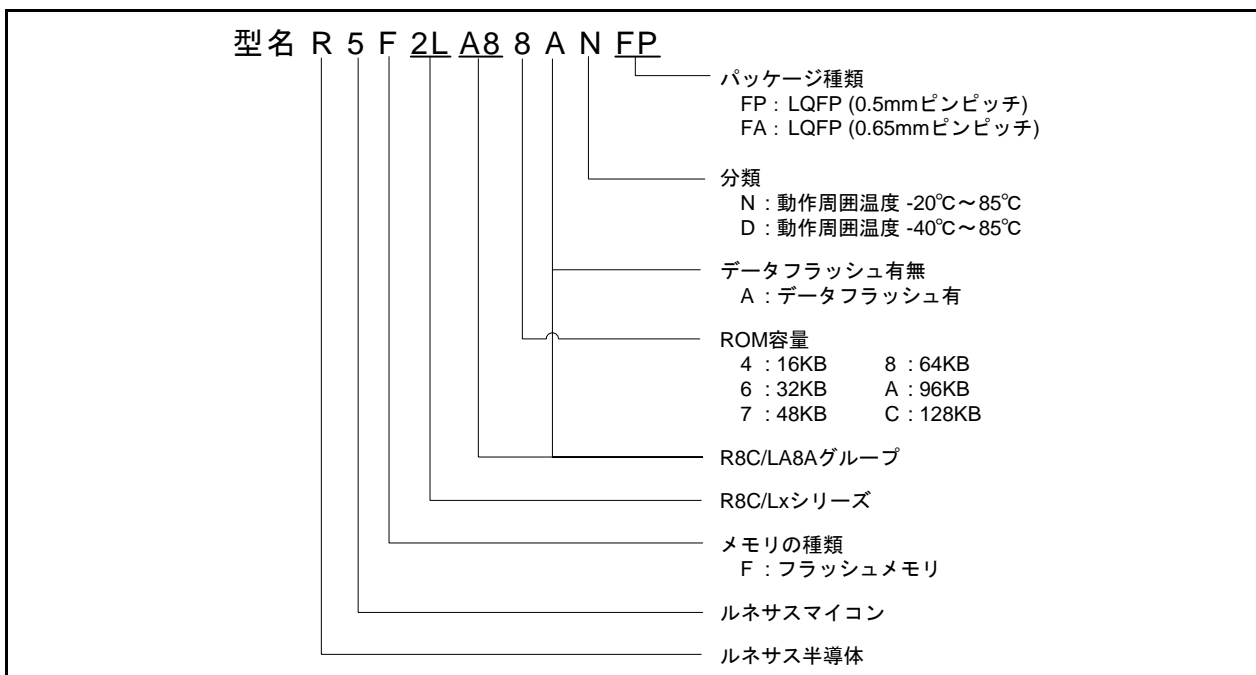 型名 R 5 F 2L A8 8 A N FP
パッケージ種類
FP : LQFP (0.5mmピンピッチ)
FA : LQFP (0.65mmピンピッチ)
分類
N : 動作周囲温度 -20℃～85℃
D : 動作周囲温度 -40℃～85℃
データフラッシュ有無
A : データフラッシュ有
ROM容量
4 : 16KB 8 : 64KB
6 : 32KB A : 96KB
7 : 48KB C : 128KB
R8C/LA8Aグループ
R8C/Lxシリーズ
メモリの種類
F : フラッシュメモリ
ルネサスマイコン
ルネサス半導体